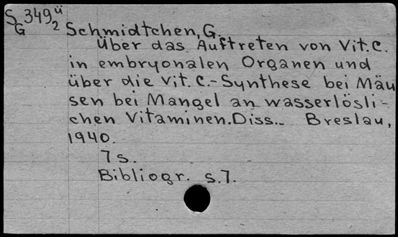 S 349ü
G 2
Schmidtchen, G.
Über das Auftreten von Vit. C.
in embryonalen Organen und
über die Vit. C.-Synthese bei Mäu
sen bei Mangel an wasserlösli-
chen Vitaminen. Diss... Breslau,
1940.
7 s.
Bibliogr. s. 7.